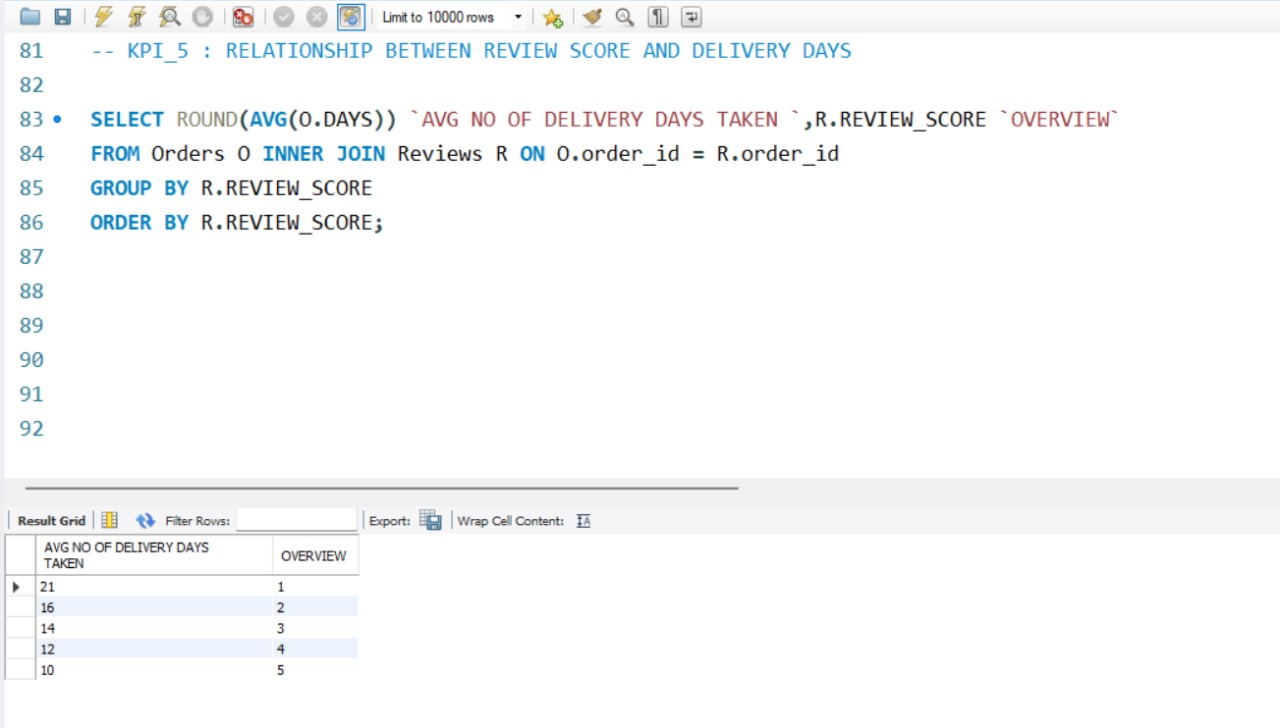 Limit to 10000 rows
81 -- KPI_5 : RELATIONSHIP BETWEEN REVIEW SCORE AND DELIVERY DAYS
82
83 SELECT ROUND(AVG(O.DAYS)) `AVG NO OF DELIVERY DAYS TAKEN `,R.REVIEW_SCORE `OVERVIEW`
84 FROM Orders O INNER JOIN Reviews R ON O.order_id = R.order_id
85 GROUP BY R.REVIEW_SCORE
86 ORDER BY R.REVIEW_SCORE;
87
88
89
90
91
92
Result Grid Filter Rows: Export: Wrap Cell Content: IA
AVG NO OF DELIVERY DAYS
TAKEN OVERVIEW
21 1
16 2
14 3
12 4
10 5